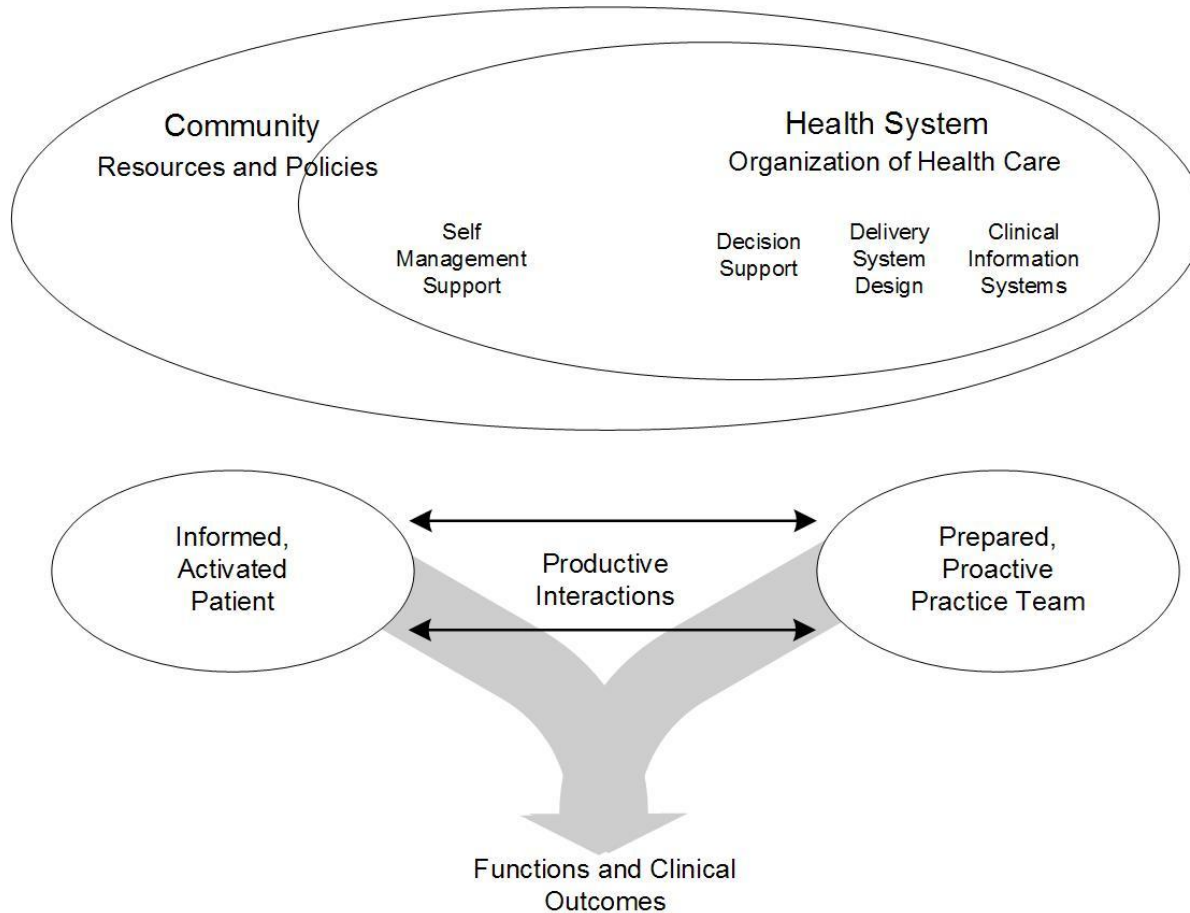 Community
Resources and Policies
Health System
Organization of Health Care
Self
Management
Support
Decision
Support
Delivery
System
Design
Clinical
Information
Systems
Informed,
Activated
Patient
Productive
Interactions
Prepared,
Proactive
Practice Team
Functions and Clinical
Outcomes